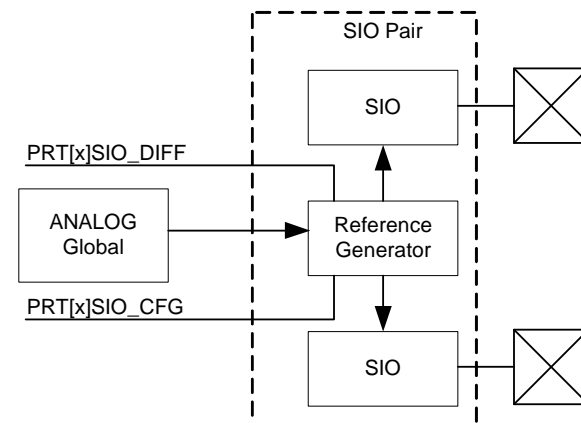 SIO Pair
SIO
PRT[x]SIO_DIFF
ANALOG
Global
Reference
Generator
PRT[x]SIO_CFG
SIO